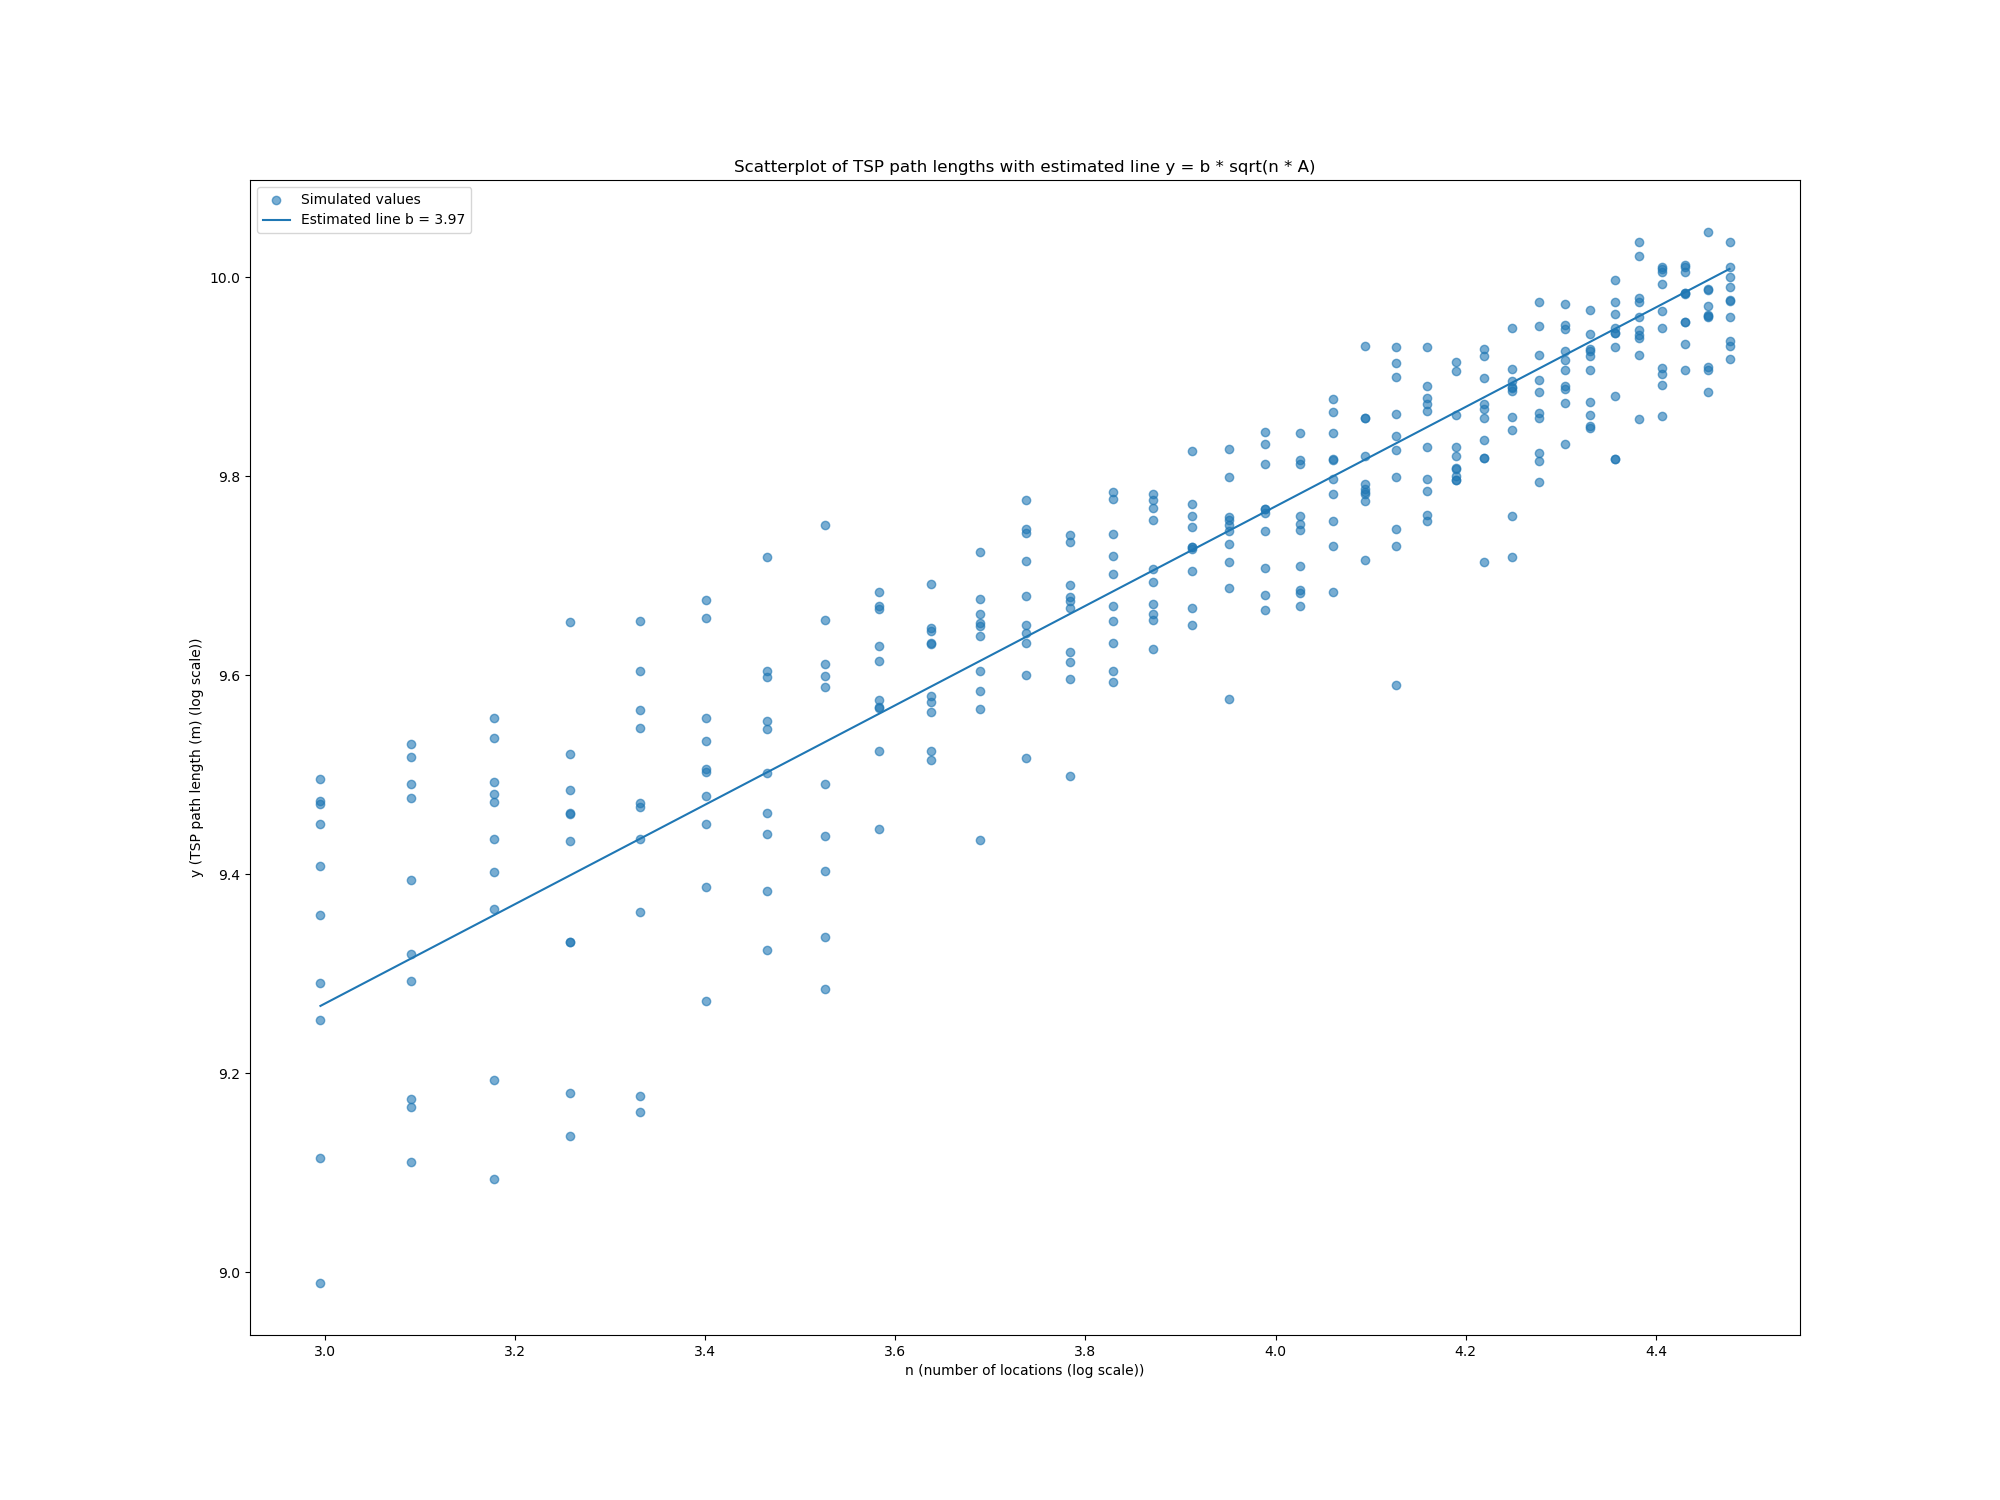 Scatterplot of TSP path lengths with estimated line y = b * sqrt(n * A)
Simulated values
Estimated line b = 3.97
y (TSP path length (m) (log scale))
10.0
9.8
9.6
9.4
9.2
9.0
3.0 3.2 3.4 3.6 3.8 4.0 4.2 4.4
n (number of locations (log scale))